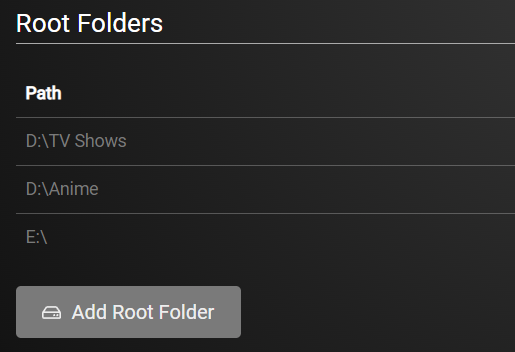 Root Folders
Path
D:\TV Shows
D:\Anime
E:\
Add Root Folder